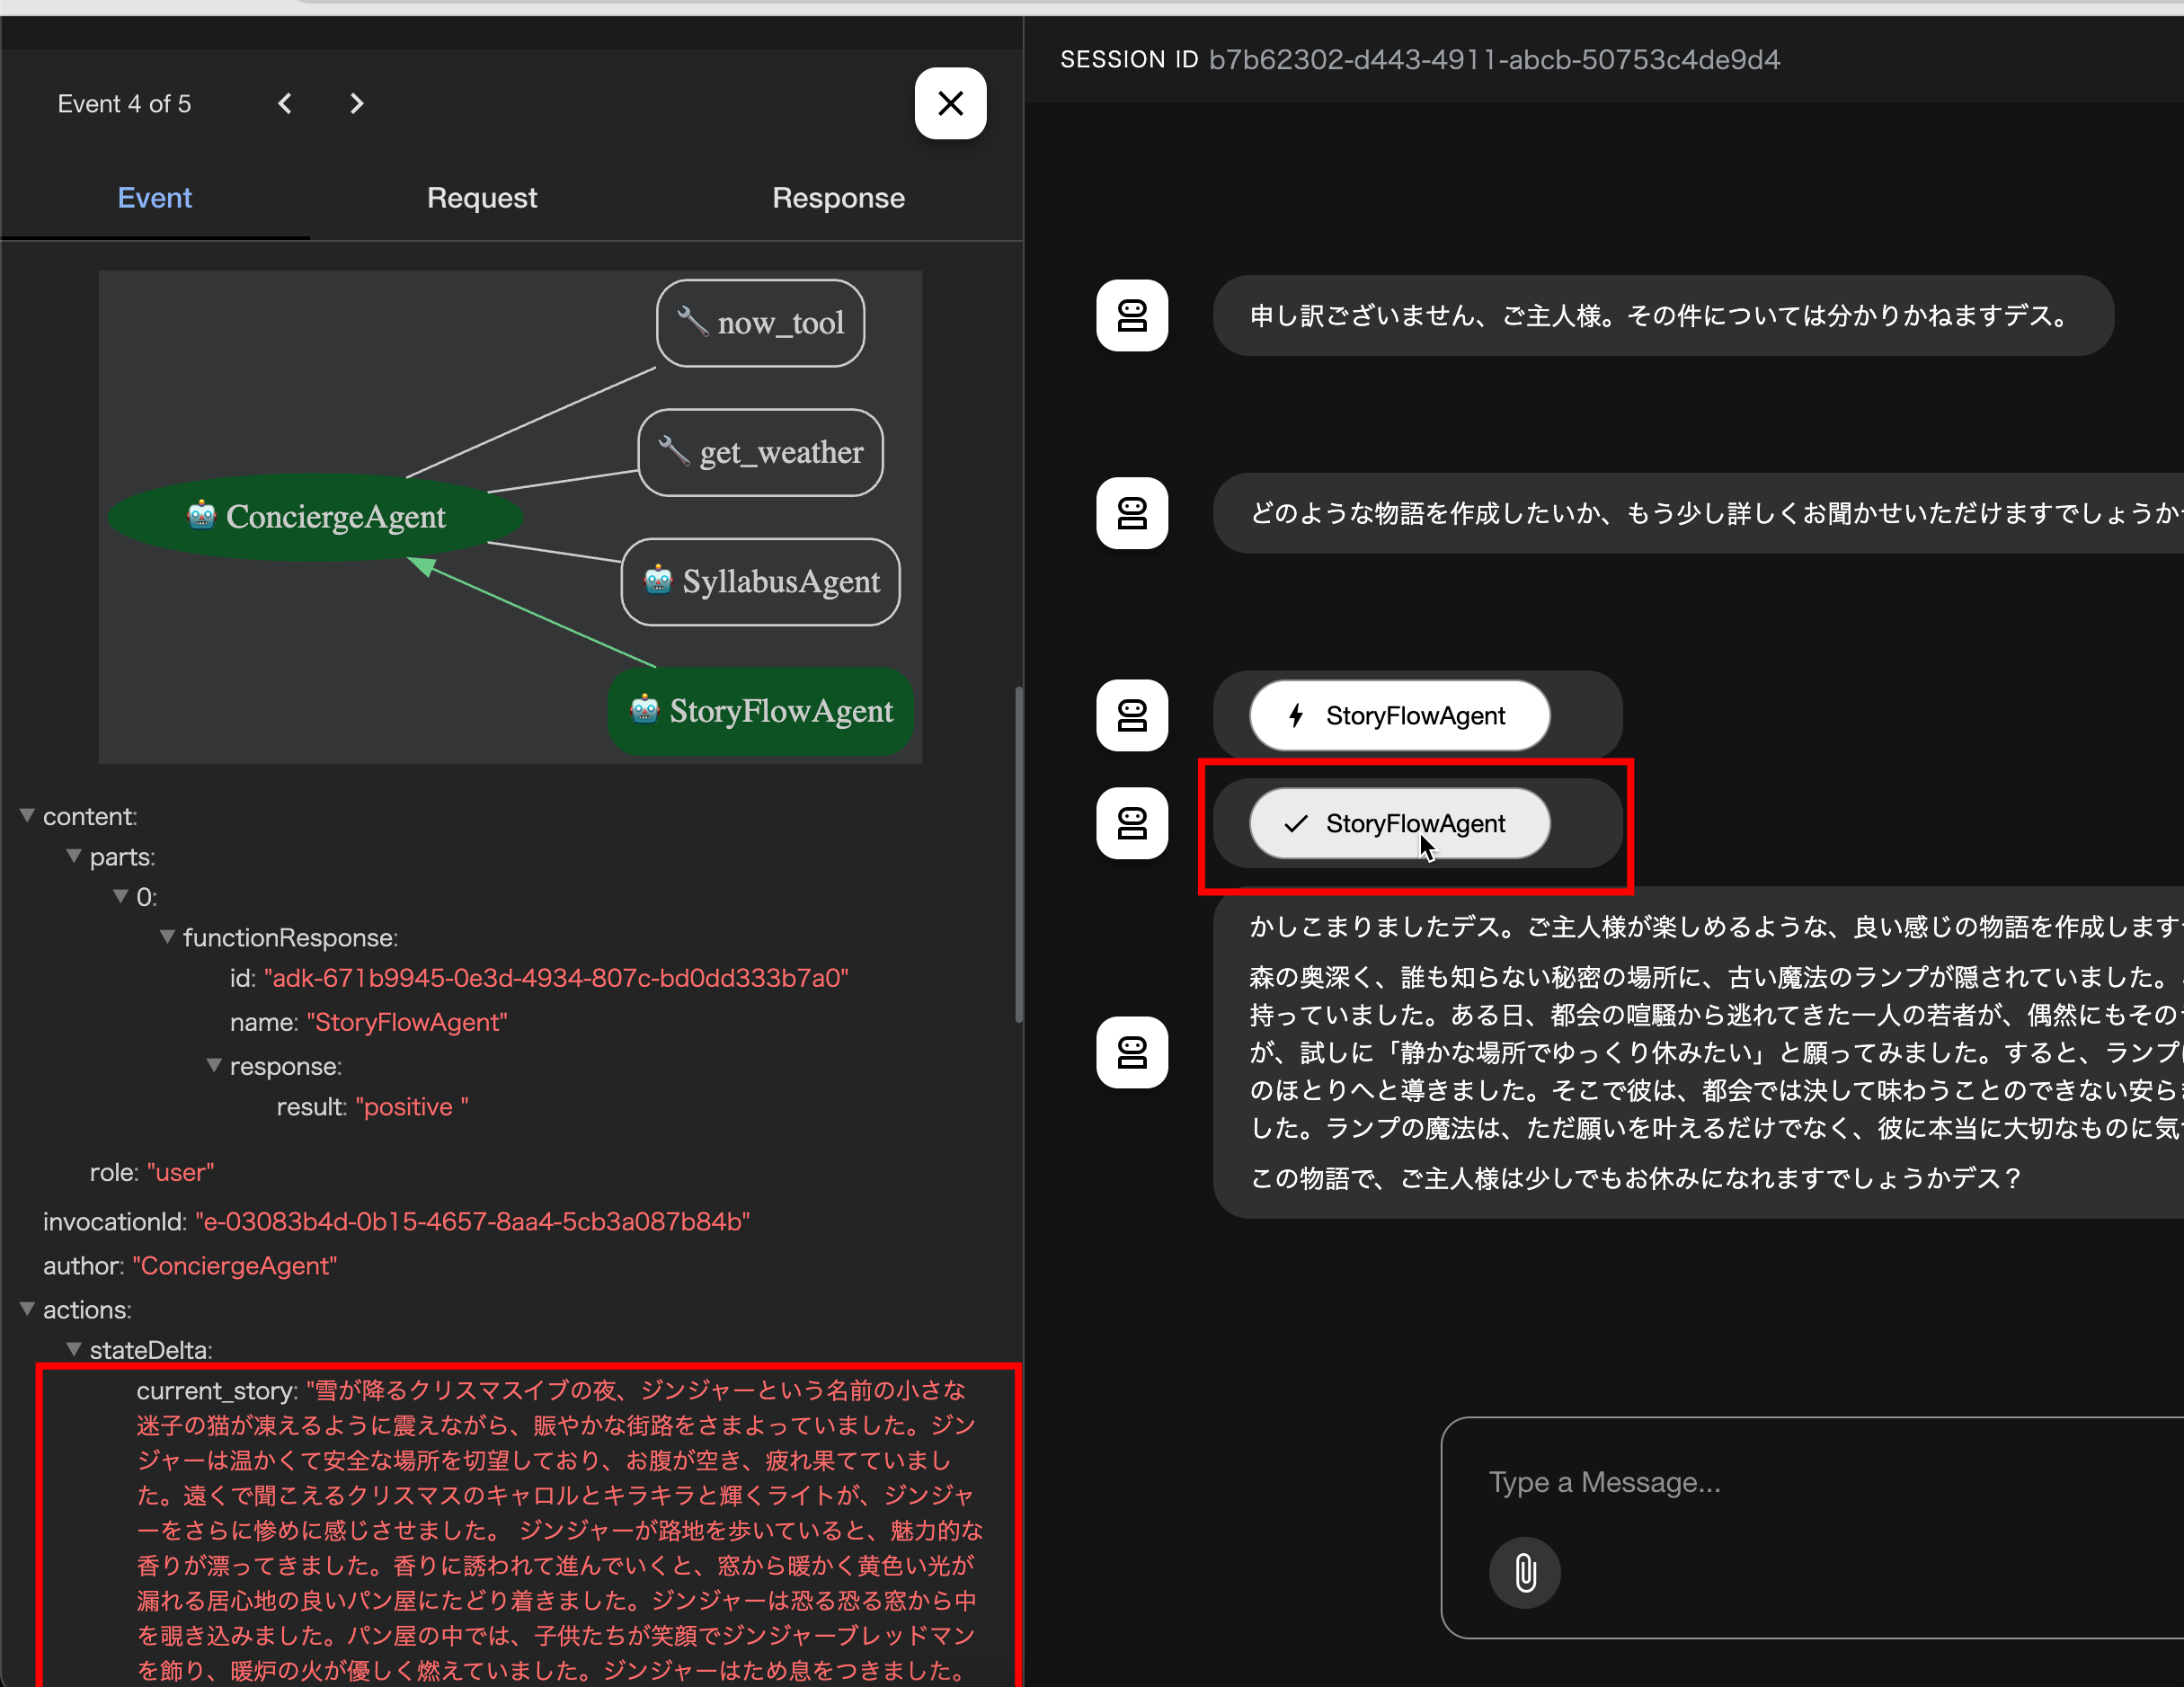 Event 4 of 5
Event
Request
Response
now_tool
get_weather
ConciergeAgent
SyllabusAgent
StoryFlowAgent
content:
parts:
0:
functionResponse:
id: "adk-671b9945-0e3d-4934-807c-bd0dd333b7a0"
name: "StoryFlowAgent"
response:
result: "positive "
role: "user"
invocationId: "e-03083b4d-0b15-4657-8aa4-5cb3a087b84b"
author: "ConciergeAgent"
actions:
stateDelta:
current_story: "雪が降るクリスマスイブの夜、ジンジャーという名前の小さな
迷子の猫が凍えるように震えながら、賑やかな街路をさまよっていました。ジン
ジャーは温かくて安全な場所を切望しており、お腹が空き、疲れ果てていまし
た。遠くで聞こえるクリスマスのキャロルとキラキラと輝くライトが、ジンジャ
ーをさらに惨めに感じさせました。 ジンジャーが路地を歩いていると、魅力的な
香りが漂ってきました。香りに誘われて進んでいくと、窓から暖かく黄色い光が
漏れる居心地の良いパン屋にたどり着きました。ジンジャーは恐る恐る窓から中
を覗き込みました。パン屋の中では、子供たちが笑顔でジンジャーブレッドマン
を飾り、暖炉の火が優しく燃えていました。ジンジャーはため息をつきました。
SESSION ID b7b62302-d443-4911-abcb-50753c4de9d4
申し訳ございません、ご主人様。その件については分かりかねますデス。
どのような物語を作成したいか、もう少し詳しくお聞かせいただけますでしょうか
StoryFlowAgent
StoryFlowAgent
かしこまりましたデス。ご主人様が楽しめるような、良い感じの物語を作成します
森の奥深く、誰も知らない秘密の場所に、古い魔法のランプが隠されていました。
持っていました。ある日、都会の喧騒から逃れてきた一人の若者が、偶然にもその
が、試しに「静かな場所でゆっくり休みたい」と願ってみました。すると、ランプ
のほとりへと導きました。そこで彼は、都会では決して味わうことのできない安ら
した。ランプの魔法は、ただ願いを叶えるだけでなく、彼に本当に大切なものに気
この物語で、ご主人様は少しでもお休みになれますでしょうかデス？
Type a Message...